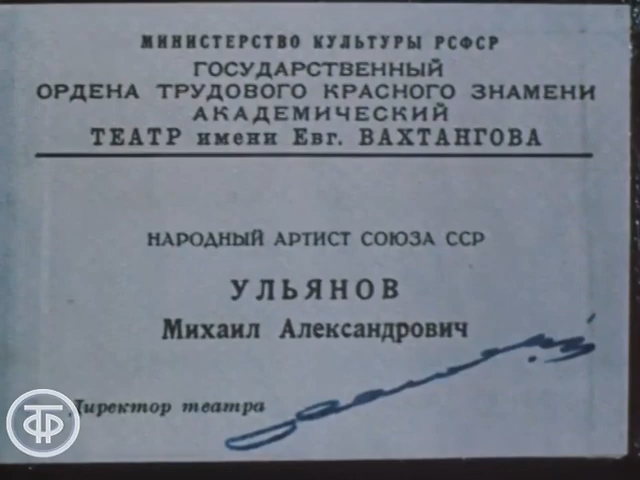 МИНИСТЕРСТВО КУЛЬТУРЫ РСФСР
ГОСУДАРСТВЕННЫЙ
ОРДЕНА ТРУДОВОГО КРАСНОГО ЗНАМЕНИ
АКАДЕМИЧЕСКИЙ
ТЕАТР имени Евг. ВАХТАНГОВА
НАРОДНЫЙ АРТИСТ СОЮЗА ССР
УЛЬЯНОВ
Михаил Александрович
Директор театра